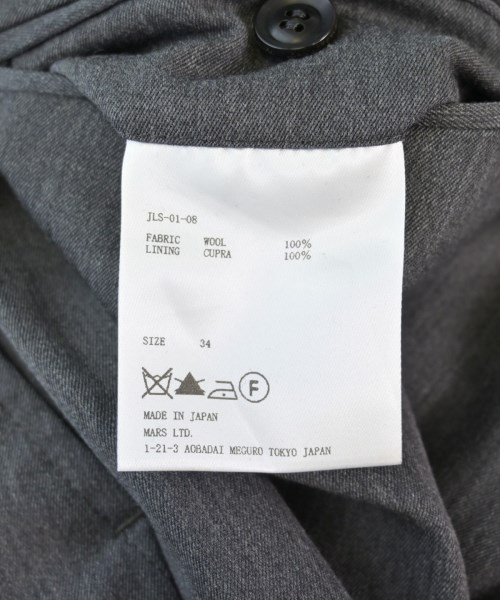 JLS-01-08
FABRIC WOOL 100%
LINING CUPRA 100%
SIZE 34
F
MADE IN JAPAN
MARS LTD.
1-21-3 AOBADAI MEGURO TOKYO JAPAN